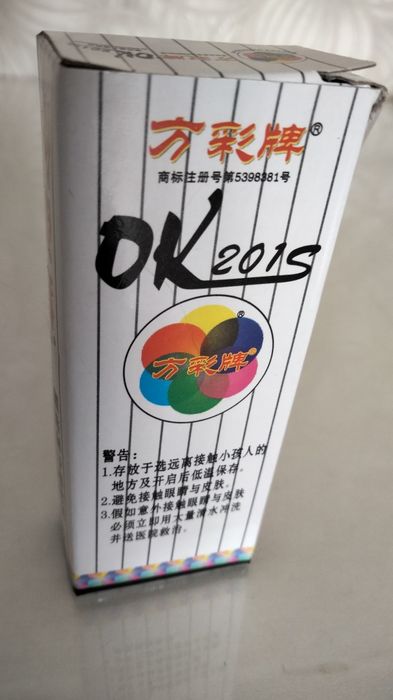 方彩牌®
商标注册号第5398381号
OK201S
®
方彩牌®
警告:
1.存放于选远离接触小孩人的
地方及开启后低温保存。
2.避免接触眼睛与皮肤。
3.假如意外接触眼睛与皮肤
必须立即用大量清水冲洗
并送医院救治。